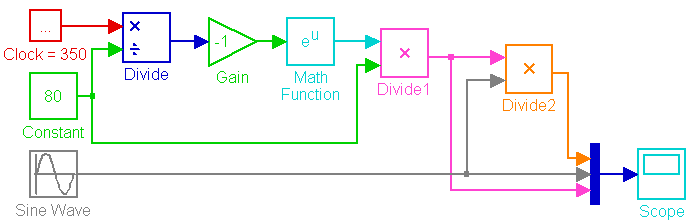 ...
Clock = 350
×
÷
Divide
-1
Gain
e^u
Math
Function
×
Divide1
×
Divide2
80
Constant
Sine Wave
Scope